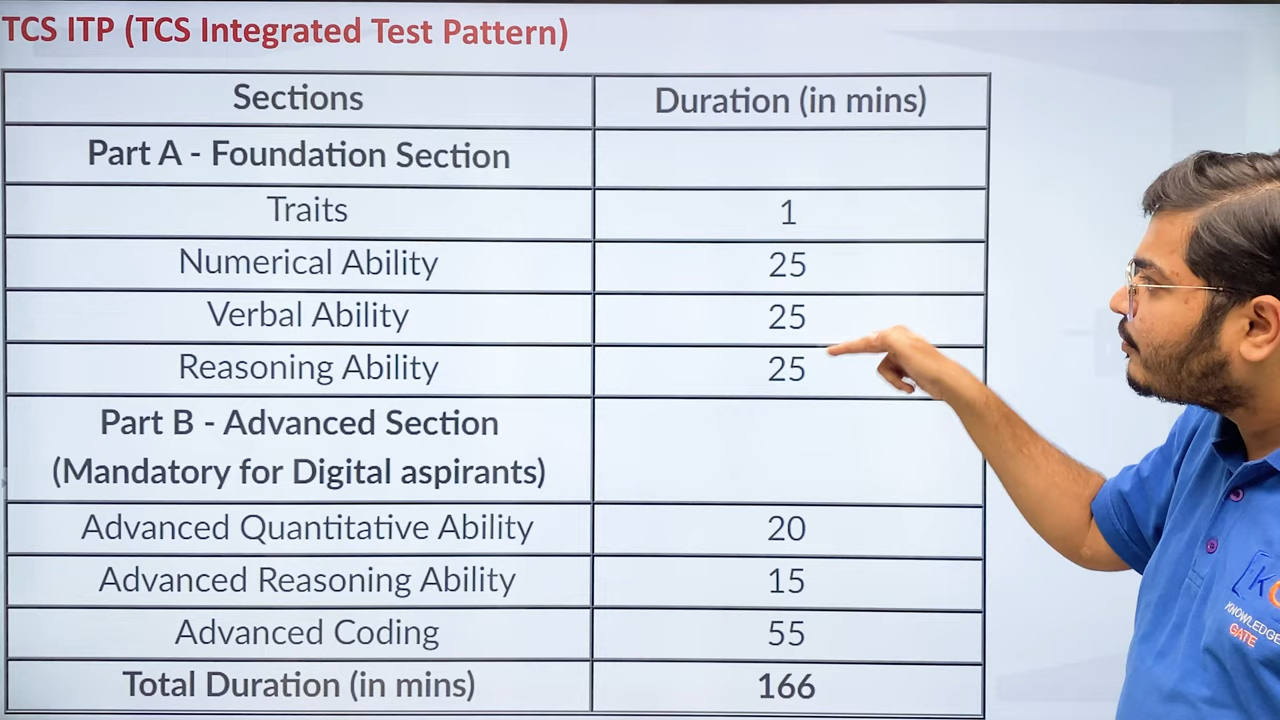 TCS ITP (TCS Integrated Test Pattern)
Sections Duration (in mins)
Part A - Foundation Section
Traits 1
Numerical Ability 25
Verbal Ability 25
Reasoning Ability 25
Part B - Advanced Section
(Mandatory for Digital aspirants)
Advanced Quantitative Ability 20
Advanced Reasoning Ability 15
Advanced Coding 55
Total Duration (in mins) 166
KNOWLEDGE
GATE